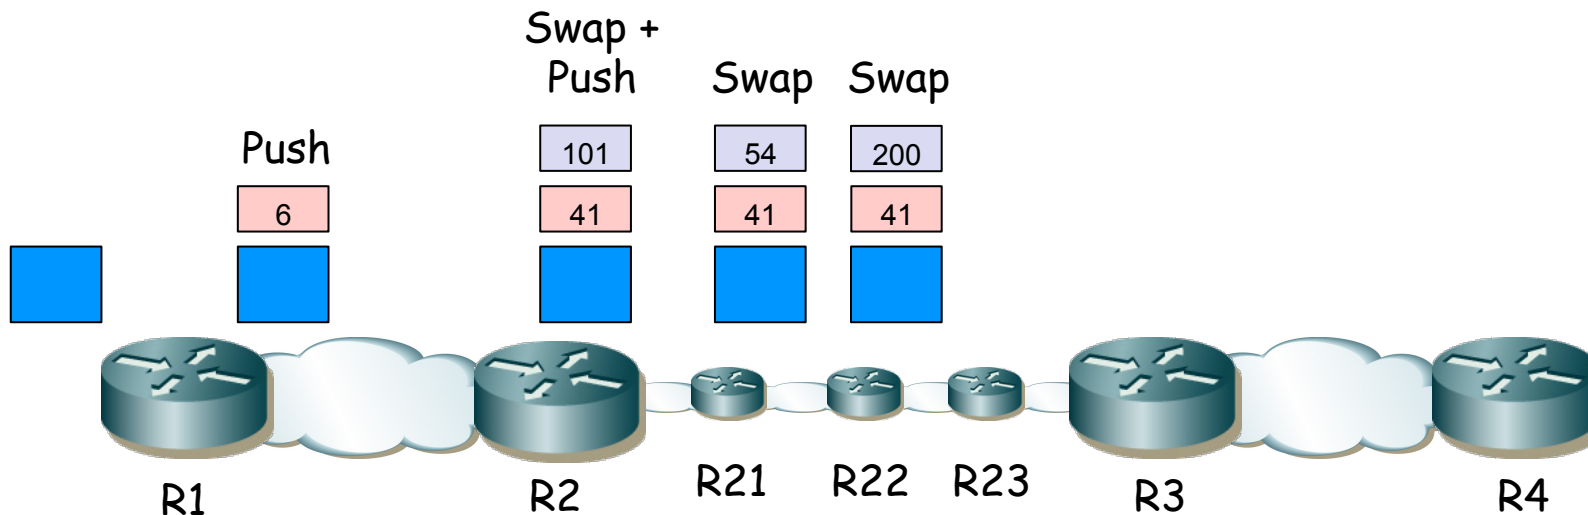 Swap +
Push Swap Swap
Push 101 54 200
6 41 41 41
R1 R2 R21 R22 R23 R3 R4